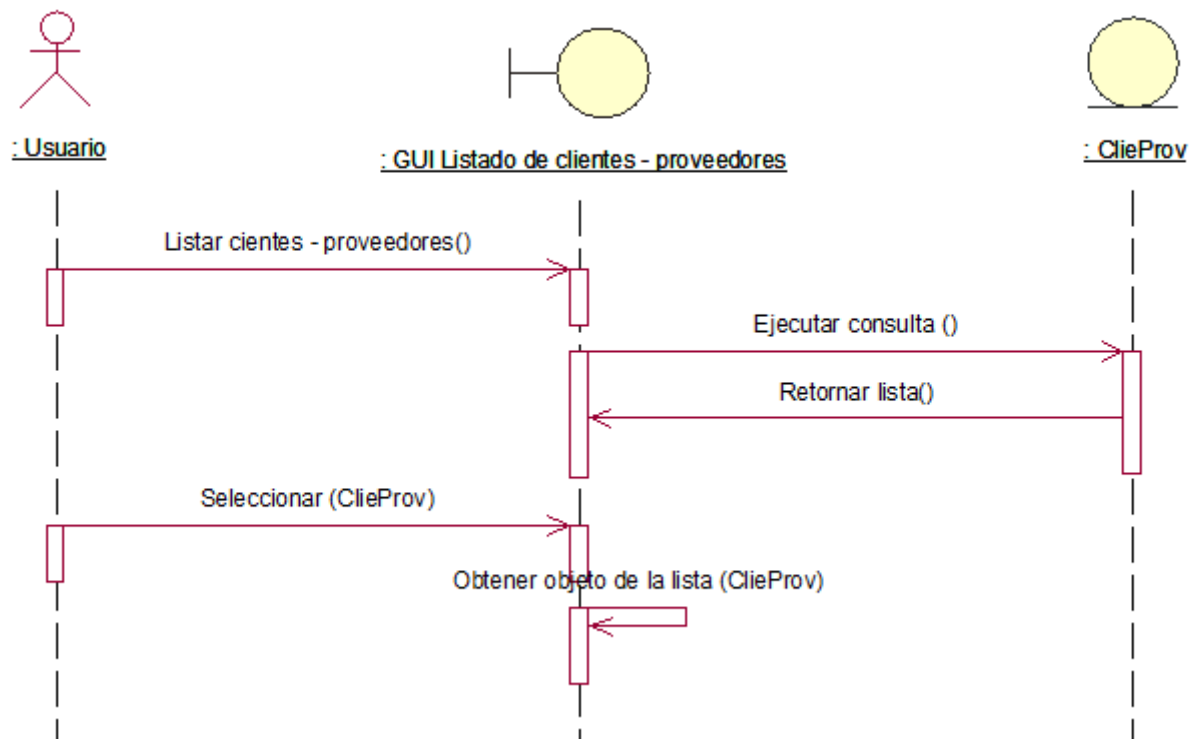 : Usuario
: GUI Listado de clientes - proveedores
: ClieProv
Listar cientes - proveedores()
Ejecutar consulta ()
Retornar lista()
Seleccionar (ClieProv)
Obtener objeto de la lista (ClieProv)